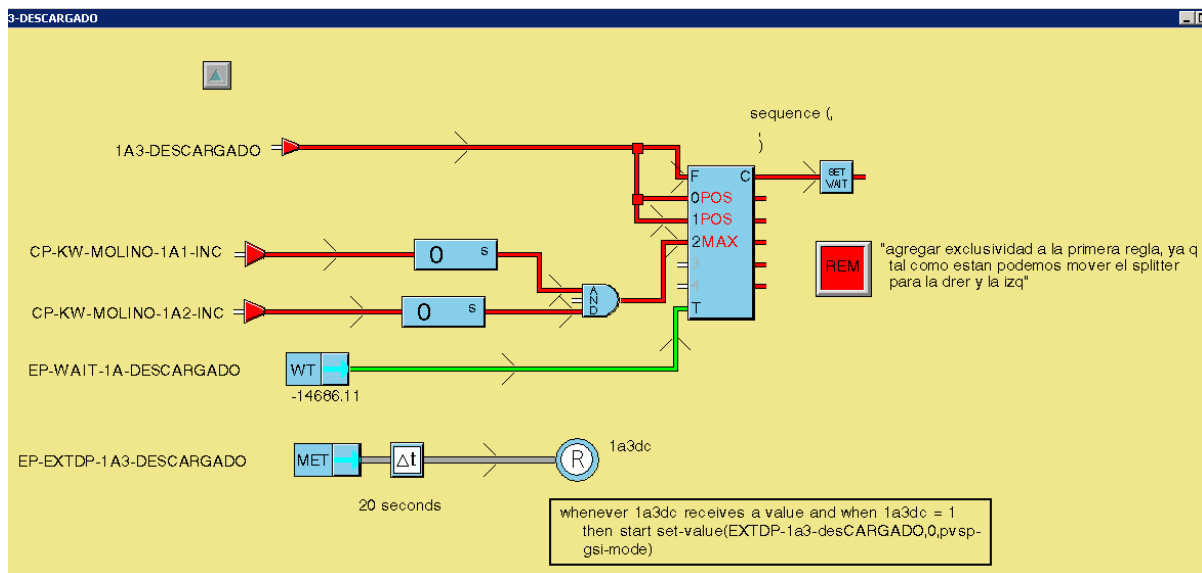 3-DESCARGADO
sequence (,
;
)
1A3-DESCARGADO
F C
SET
WAIT
0POS
1POS
2MAX
3
4
T
CP-KW-MOLINO-1A1-INC
0 s
AND
REM
"agregar exclusividad a la primera regla, ya q
tal como estan podemos mover el splitter
para la drer y la izq"
CP-KW-MOLINO-1A2-INC
0 s
EP-WAIT-1A-DESCARGADO
WT
-14686.11
EP-EXTDP-1A3-DESCARGADO
MET
Δt
R
1a3dc
20 seconds
whenever 1a3dc receives a value and when 1a3dc = 1
then start set-value(EXTDP-1a3-desCARGADO,0,pvsp-
gsi-mode)